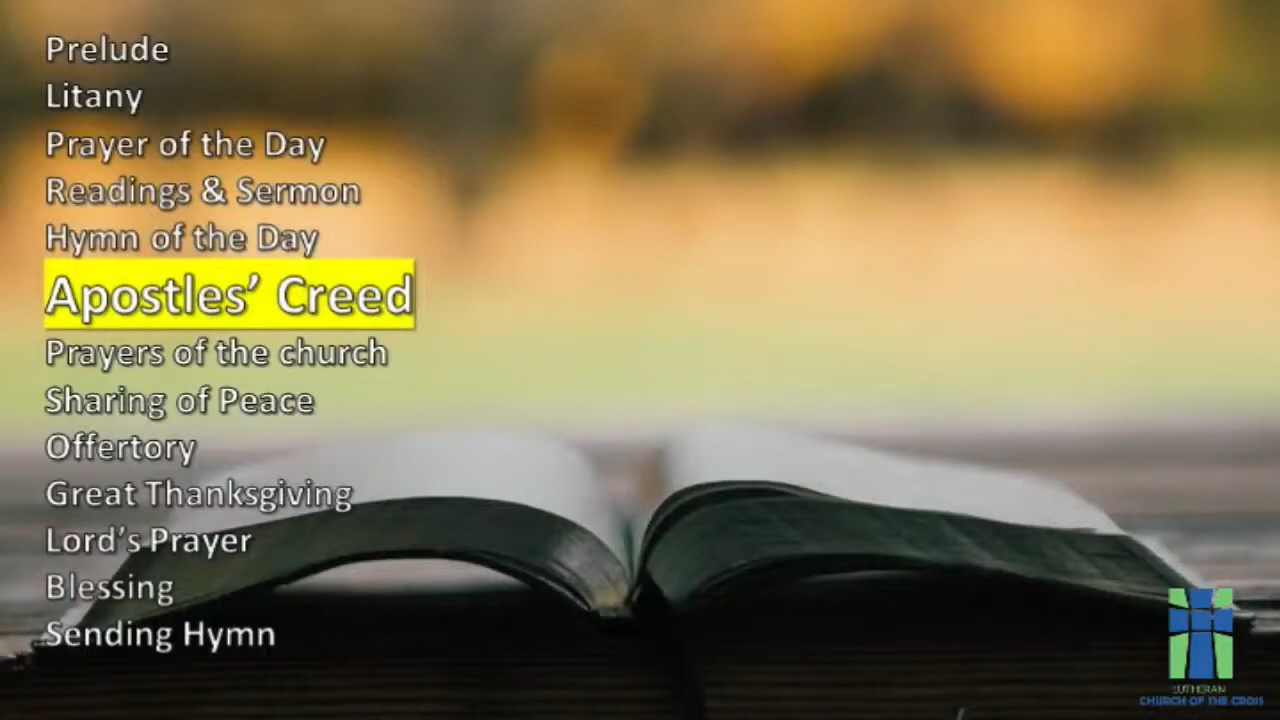 Prelude
Litany
Prayer of the Day
Readings & Sermon
Hymn of the Day
Apostles’ Creed
Prayers of the church
Sharing of Peace
Offertory
Great Thanksgiving
Lord’s Prayer
Blessing
Sending Hymn
LUTHERAN
CHURCH OF THE CROSS